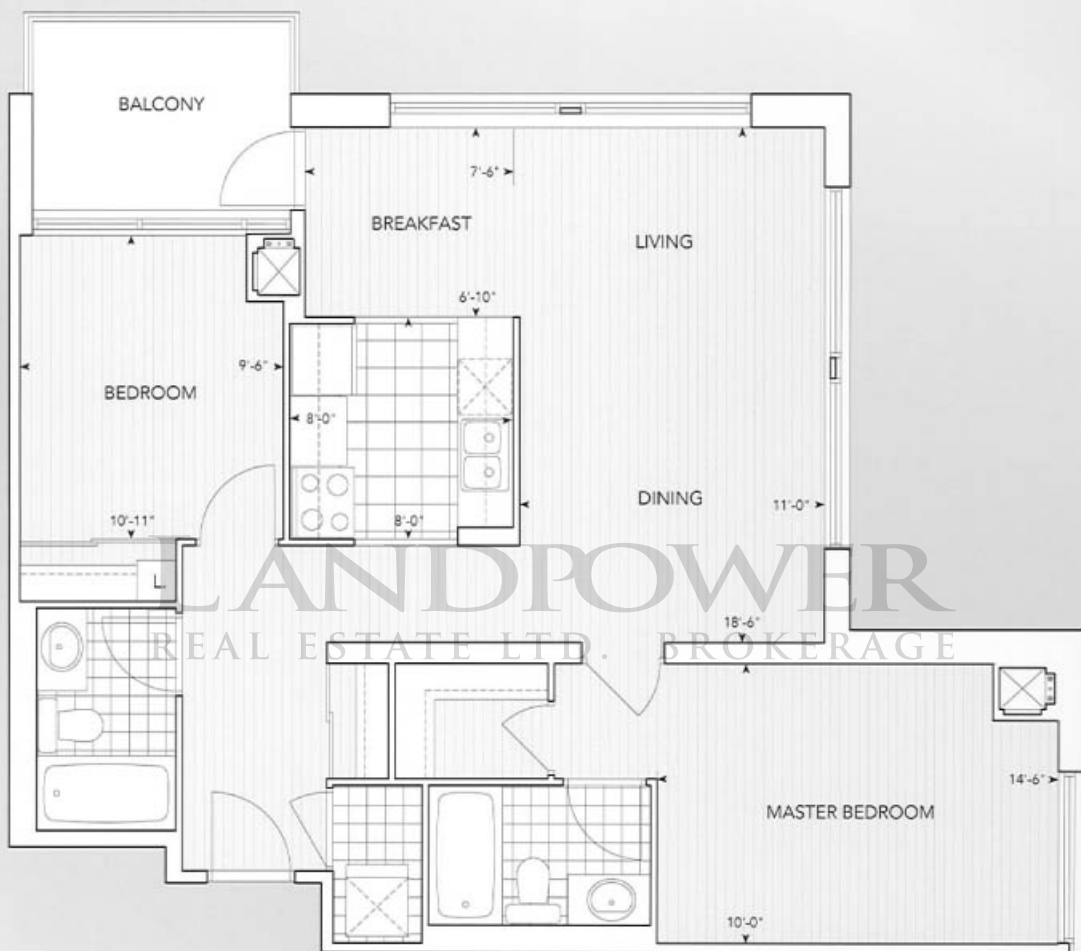 BALCONY
7'-6"
BREAKFAST
LIVING
6'-10"
9'-6"
BEDROOM
8'-0"
DINING
11'-0"
10'-11"
8'-0"
L.
LANDPOWER
18'-6"
REAL ESTATE LTD. BROKERAGE
14'-6"
MASTER BEDROOM
10'-0"